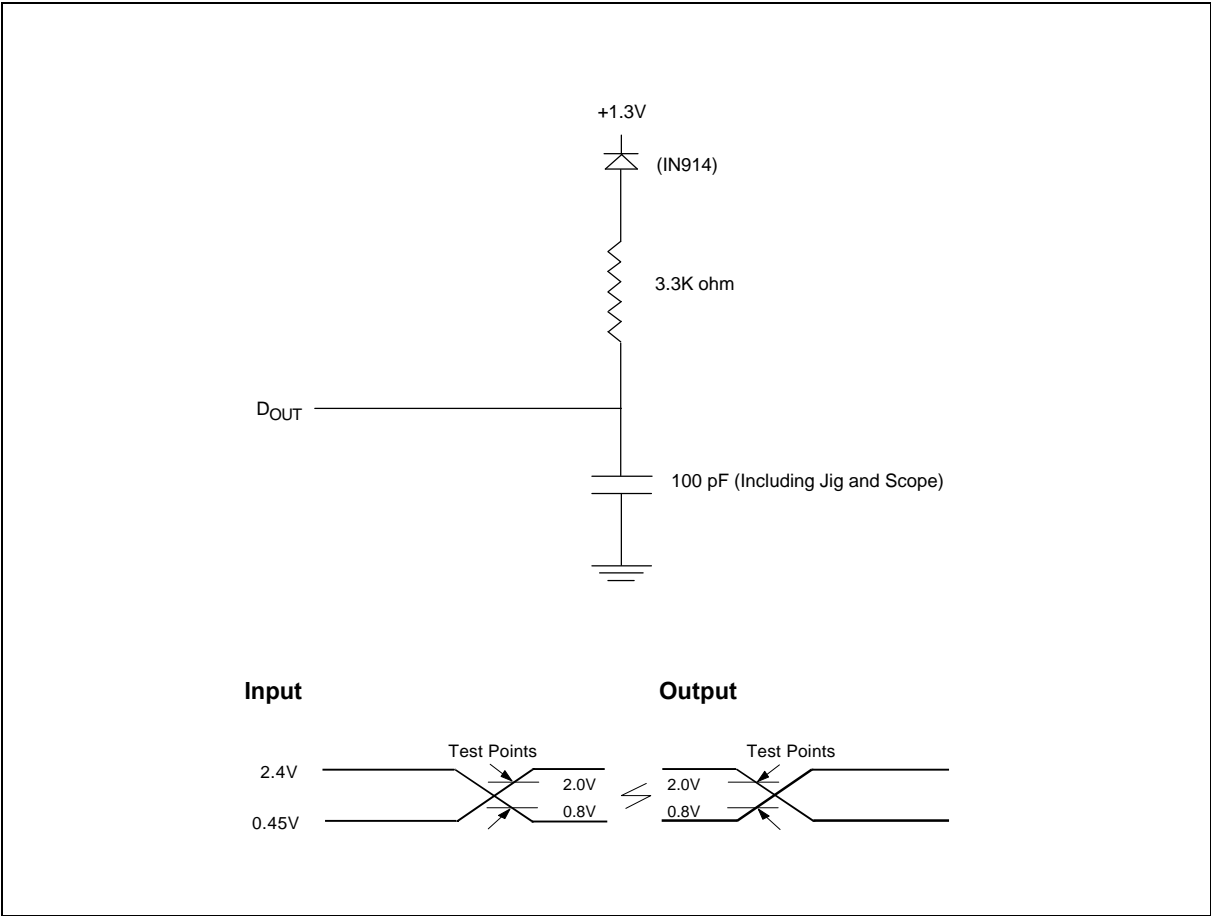 +1.3V
(IN914)
3.3K ohm
DOUT
100 pF (Including Jig and Scope)
Input
Output
Test Points
Test Points
2.4V
2.0V
2.0V
0.45V
0.8V
0.8V